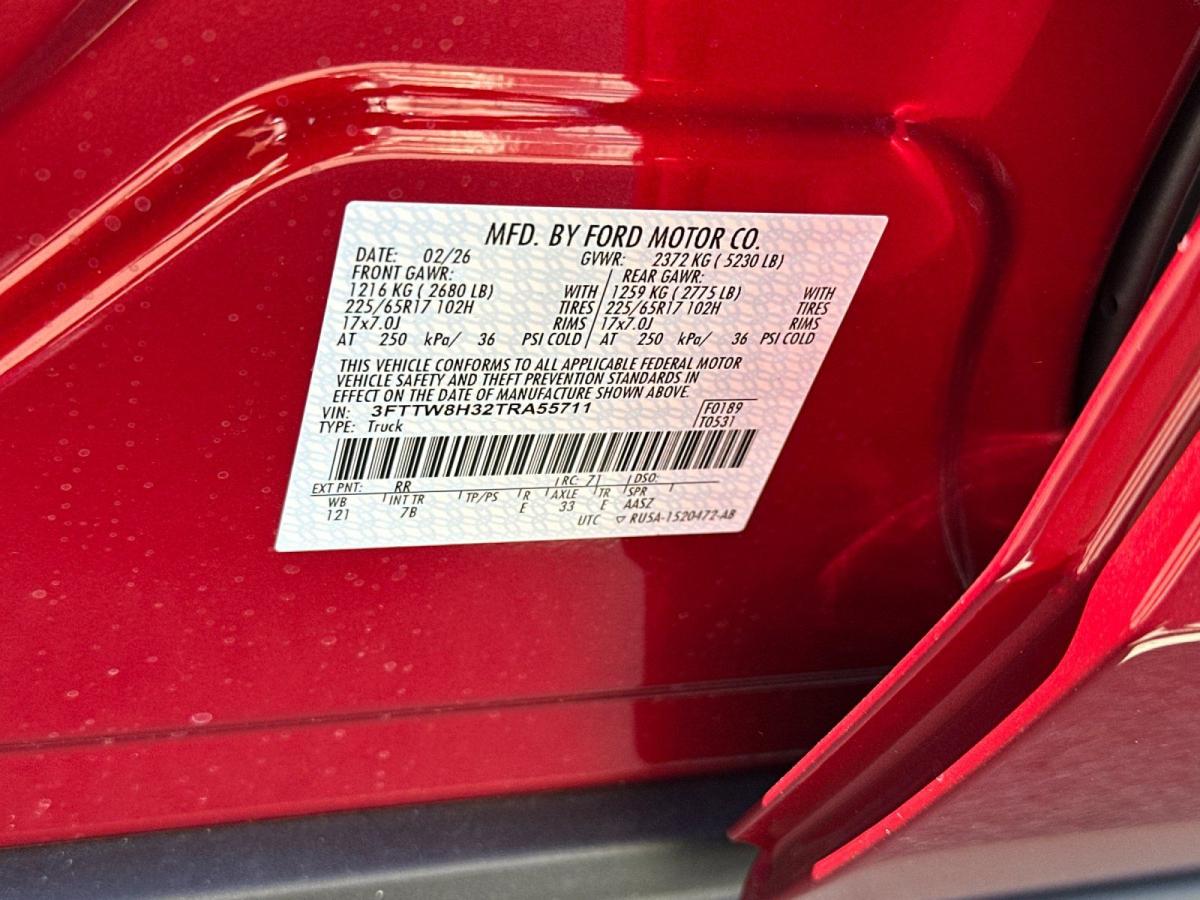 MFD. BY FORD MOTOR CO.
DATE: 02/26 GVWR: 2372 KG ( 5230 LB)
FRONT GAWR: REAR GAWR:
1216 KG ( 2680 LB) WITH 1259 KG ( 2775 LB) WITH
225/65R17 102H TIRES 225/65R17 102H TIRES
17x7.0J RIMS 17x7.0J RIMS
AT 250 kPa/ 36 PSI COLD AT 250 kPa/ 36 PSI COLD
THIS VEHICLE CONFORMS TO ALL APPLICABLE FEDERAL MOTOR
VEHICLE SAFETY AND THEFT PREVENTION STANDARDS IN
EFFECT ON THE DATE OF MANUFACTURE SHOWN ABOVE.
VIN: 3FTTW8H32TRA55711 F0189
TYPE: Truck T0531
EXT PNT: RR RC: 71 DSO:
WB INT TR TP/PS R AXLE TR SPR
121 7B E 33 E AASZ
UTC ▽ RU5A-1520472-AB